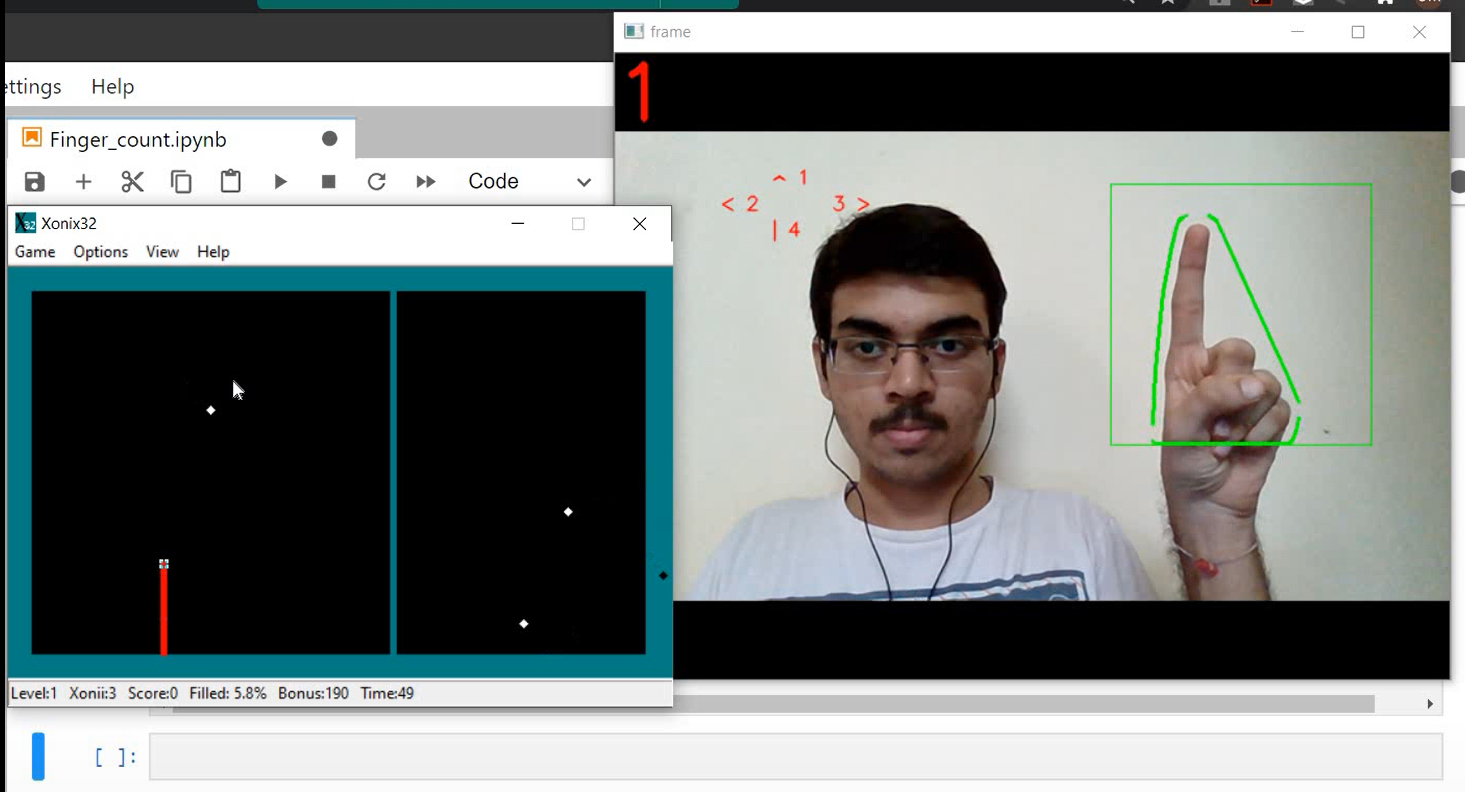 frame
1
ettings Help
Finger_count.ipynb
^ 1
< 2 3 >
| 4
Code
Xonix32
Game Options View Help
Level:1 Xonii:3 Score:0 Filled: 5.8% Bonus:190 Time:49
[ ]: